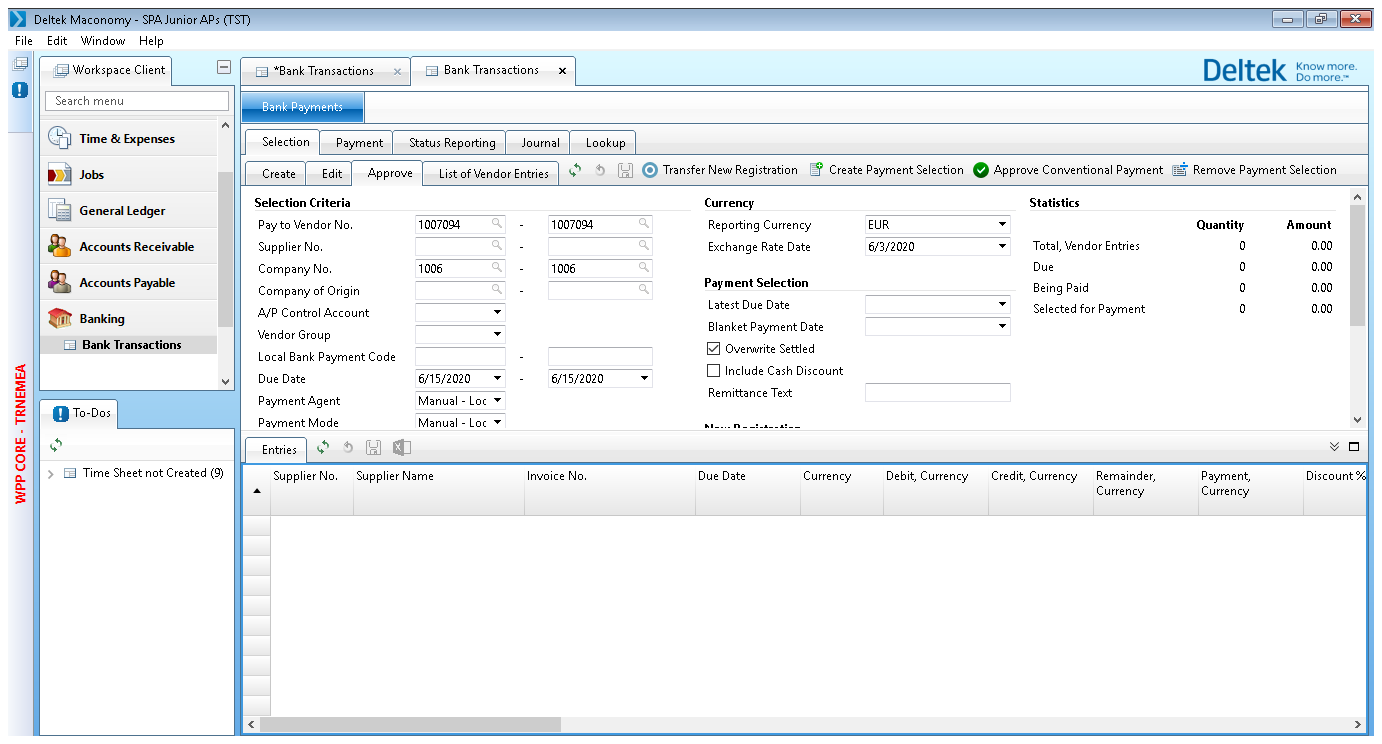 Deltek Maconomy - SPA Junior APs (TST)
File Edit Window Help
Workspace Client
*Bank Transactions
Bank Transactions
Deltek Know more. Do more.™
Search menu
Bank Payments
Time & Expenses
Jobs
General Ledger
Accounts Receivable
Accounts Payable
Banking
Bank Transactions
WPP CORE - TRNEMEA
To-Dos
Time Sheet not Created (9)
Selection Payment Status Reporting Journal Lookup
Create Edit Approve List of Vendor Entries Transfer New Registration Create Payment Selection Approve Conventional Payment Remove Payment Selection
Selection Criteria
Pay to Vendor No. 1007094 - 1007094
Supplier No. -
Company No. 1006 - 1006
Company of Origin -
A/P Control Account
Vendor Group
Local Bank Payment Code -
Due Date 6/15/2020 - 6/15/2020
Payment Agent Manual - Loc
Payment Mode Manual - Loc
Currency
Reporting Currency EUR
Exchange Rate Date 6/3/2020
Payment Selection
Latest Due Date
Blanket Payment Date
Overwrite Settled
Include Cash Discount
Remittance Text
New Registration
Statistics
Quantity Amount
Total, Vendor Entries 0 0.00
Due 0 0.00
Being Paid 0 0.00
Selected for Payment 0 0.00
Entries
Supplier No. Supplier Name Invoice No. Due Date Currency Debit, Currency Credit, Currency Remainder, Currency Payment, Currency Discount %